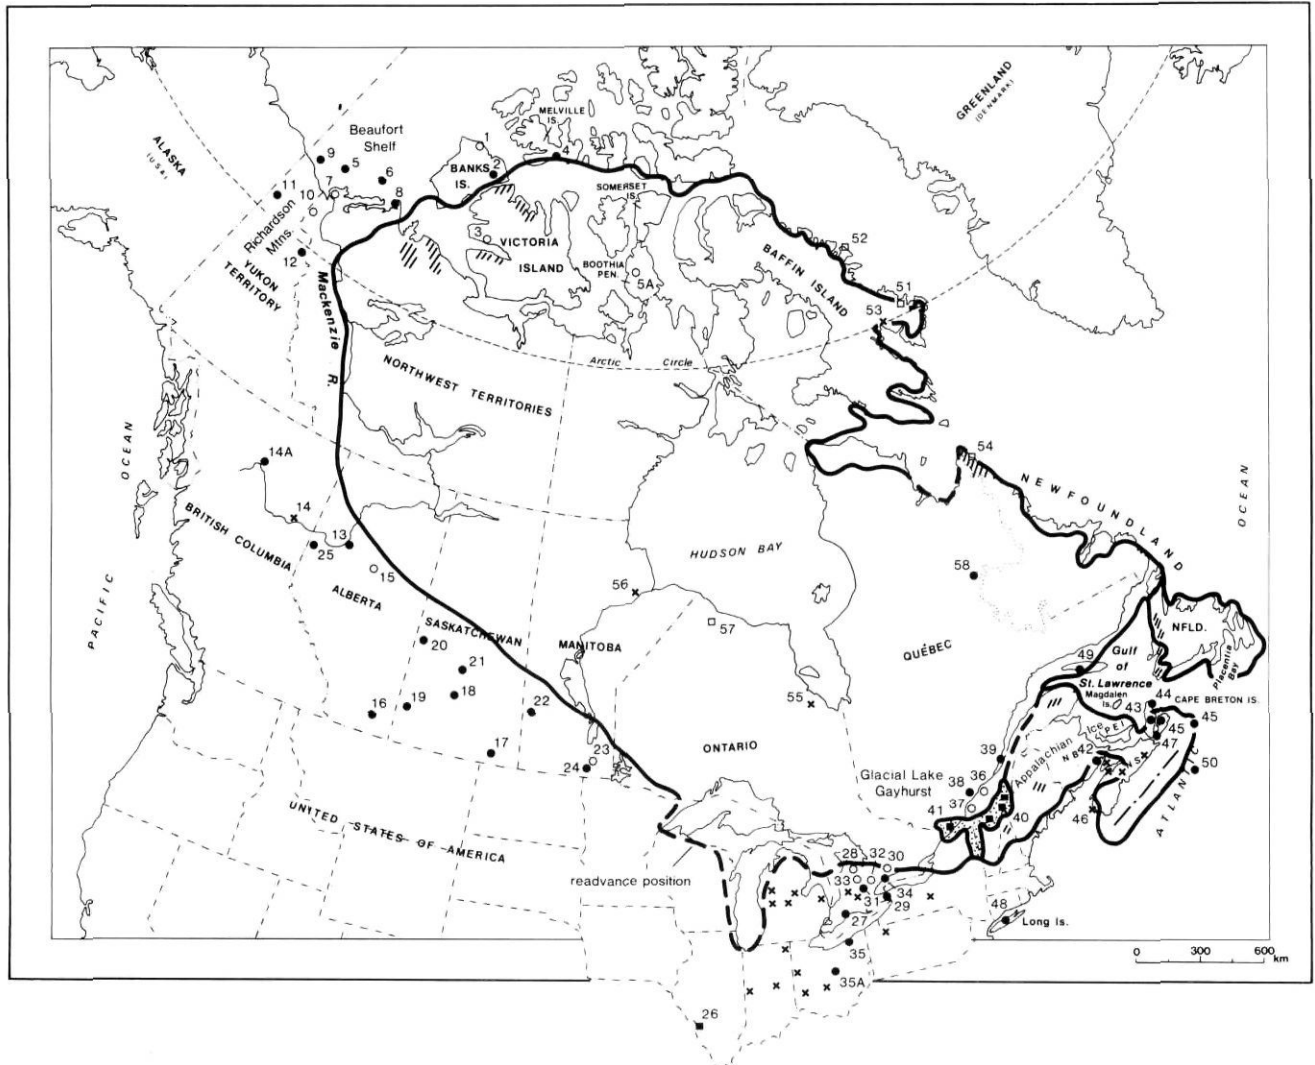 GREENLAND
(DENMARK)
MELVILLE
IS.
Beaufort
Shelf
ALASKA
(USA)
1
9
5
4
BANKS
IS.
2
6
11
7
8
10
SOMERSET
IS.
Richardson
Mtns.
3
VICTORIA
ISLAND
BOOTHIA
PEN.
5A
BAFFIN ISLAND
52
12
YUKON
TERRITORY
Mackenzie R.
51
53
Arctic Circle
NORTHWEST TERRITORIES
PACIFIC OCEAN
14A
14
54
NEWFOUNDLAND
ATLANTIC OCEAN
BRITISH COLUMBIA
13
25
15
HUDSON BAY
58
56
ALBERTA
57
SASKATCHEWAN
20
MANITOBA
QUÉBEC
NFLD.
21
49
Gulf
of
St. Lawrence
Placentia
Bay
Magdalen
Is.
44
CAPE BRETON IS.
16
19
18
22
55
43
45
45
PEI
47
17
23
24
ONTARIO
39
Appalachian Ice
NB
42
NS
50
Glacial Lake
Gayhurst
38
36
37
41
40
46
UNITED STATES OF AMERICA
28
32
30
readvance position
33
34
31
29
27
48
Long Is.
35
35A
0 300 600
km
26